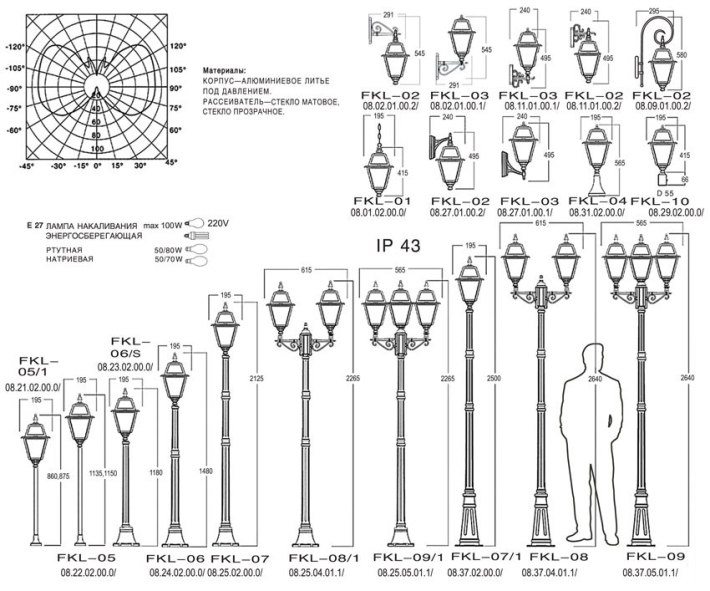 -120° 120°
-105° 105°
-90° 90°
-75° 75°
-60° 60°
20
40
60
80
100
-45° -30° -15° 0° 15° 30° 45°
Материалы:
КОРПУС—АЛЮМИНИЕВОЕ ЛИТЬЕ
ПОД ДАВЛЕНИЕМ.
РАССЕИВАТЕЛЬ—СТЕКЛО МАТОВОЕ,
СТЕКЛО ПРОЗРАЧНОЕ.
291 291 240 240 295
545 545 495 495 580
FKL-02 FKL-03 FKL-03 FKL-02 FKL-02
08.02.01.00.2/ 08.02.01.00.1/ 08.11.01.00.1/ 08.11.01.00.2/ 08.09.01.00.2/
195 240 240 195 195
415 495 495 565 415
66
D 55
FKL-01 FKL-02 FKL-03 FKL-04 FKL-10
08.01.02.00.0/ 08.27.01.00.2/ 08.27.01.00.1/ 08.31.02.00.0/ 08.29.02.00.0/
E 27 ЛАМПА НАКАЛИВАНИЯ max 100W 220V
ЭНЕРГОСБЕРЕГАЮЩАЯ
РТУТНАЯ 50/80W
НАТРИЕВАЯ 50/70W
IP 43
FKL-
05/1
08.21.02.00.0/
195
860,875
195
1135,1150
FKL-05
08.22.02.00.0/
FKL-
06/S
08.23.02.00.0/
195
1180
195
1480
FKL-06
08.24.02.00.0/
195
2125
FKL-07
08.25.02.00.0/
615
2265
FKL-08/1
08.25.04.01.1/
565
2265
FKL-09/1
08.25.05.01.1/
195
2500
FKL-07/1
08.37.02.00.0/
615
2640
FKL-08
08.37.04.01.1/
565
2640
FKL-09
08.37.05.01.1/